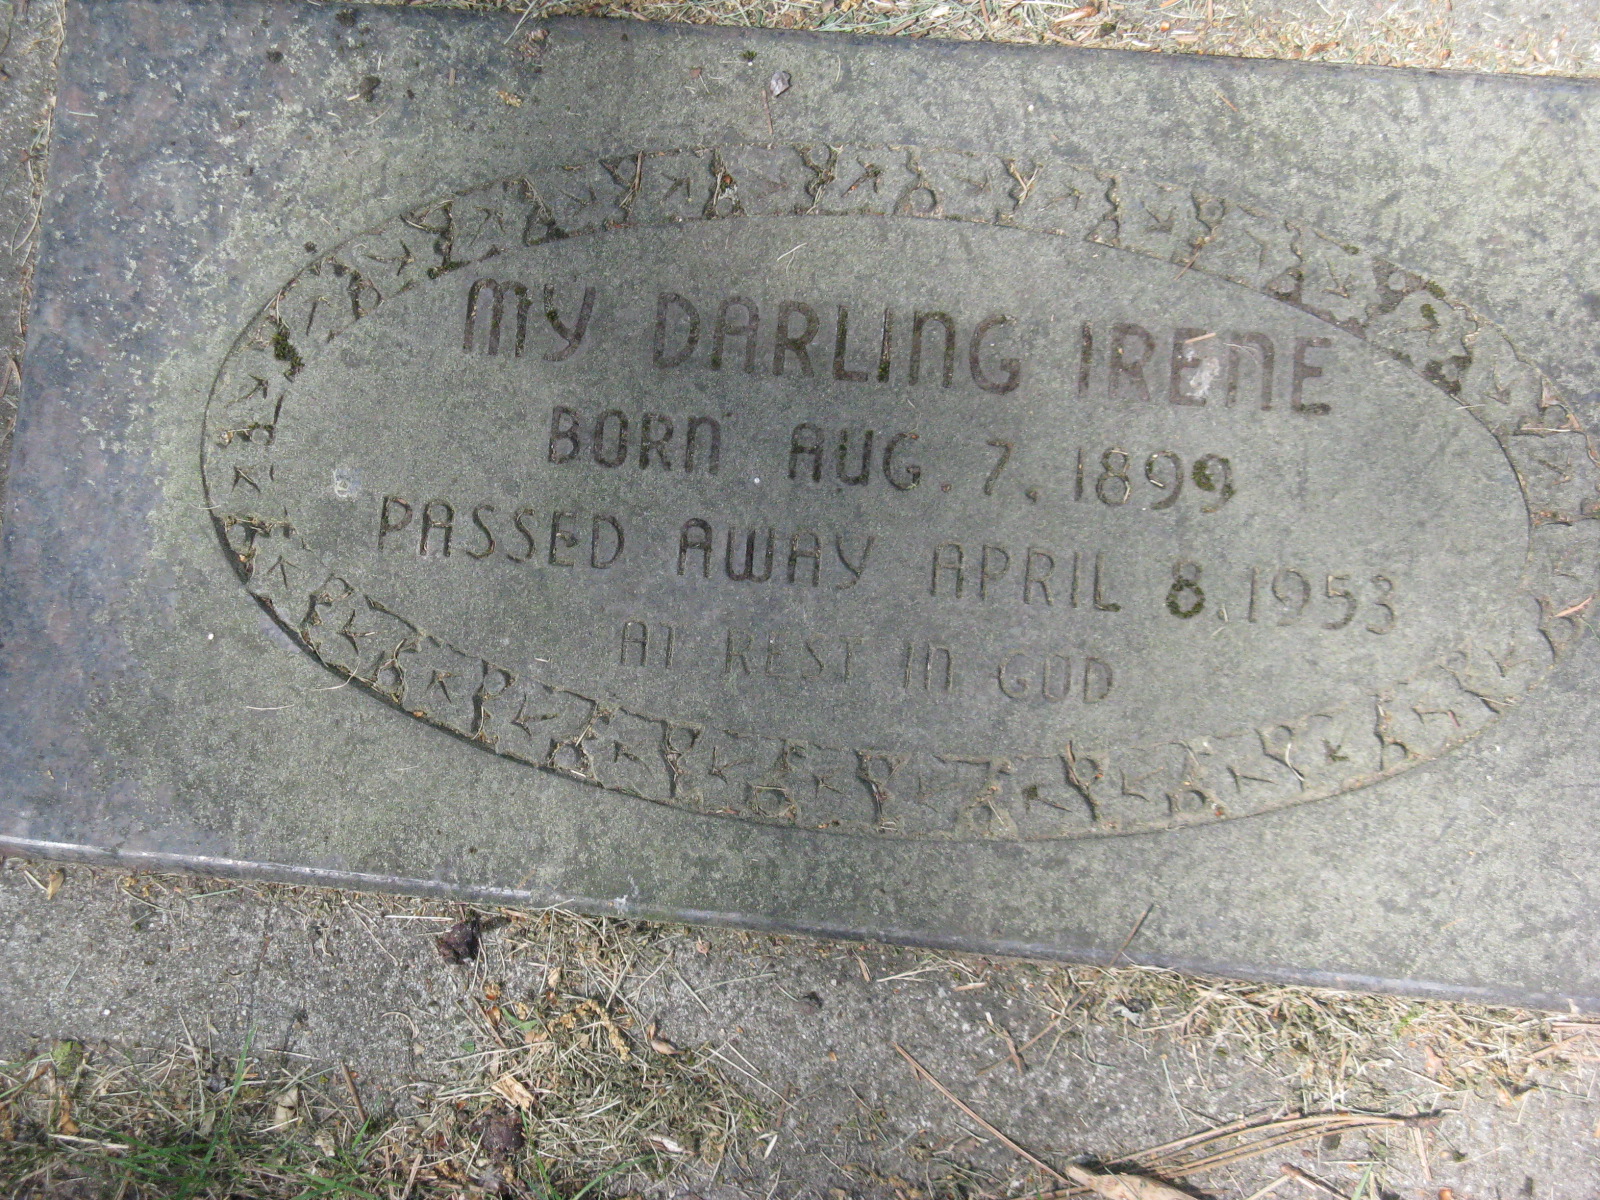 MY DARLING IRENE
BORN AUG. 7. 1899
PASSED AWAY APRIL 8. 1953
AT REST IN GOD